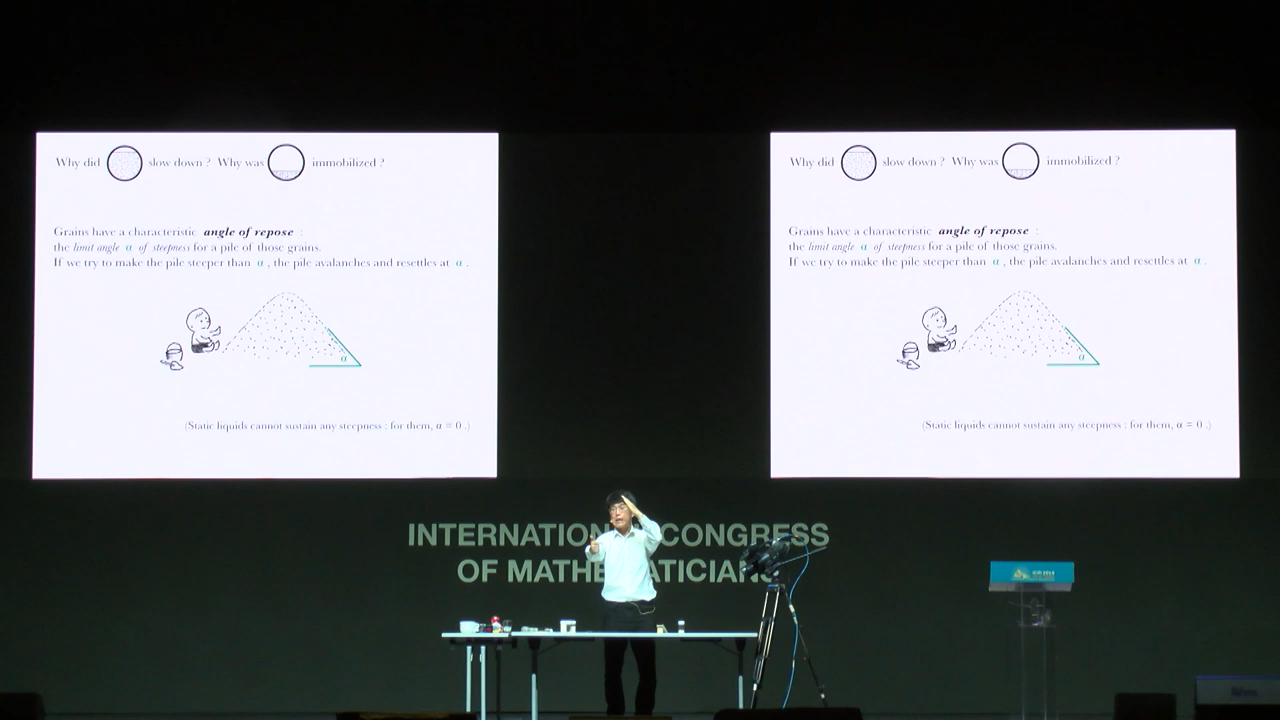 Why did slow down ? Why was immobilized ?
Grains have a characteristic angle of repose :
the limit angle α of steepness for a pile of those grains.
If we try to make the pile steeper than α , the pile avalanches and resettles at α .
α
(Static liquids cannot sustain any steepness : for them, α = 0 .)
Why did slow down ? Why was immobilized ?
Grains have a characteristic angle of repose :
the limit angle α of steepness for a pile of those grains.
If we try to make the pile steeper than α , the pile avalanches and resettles at α .
α
(Static liquids cannot sustain any steepness : for them, α = 0 .)
INTERNATION CONGRESS
OF MATHE ATICIANS